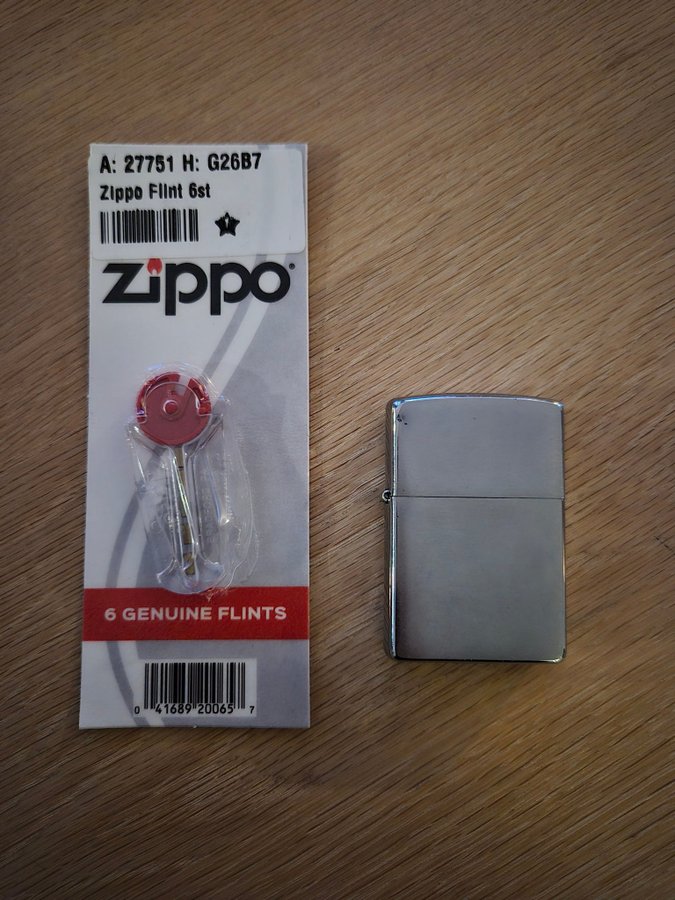 A: 27751 H: G26B7
Zippo Flint 6st
zippo®
6 GENUINE FLINTS
0 41689 20065 7